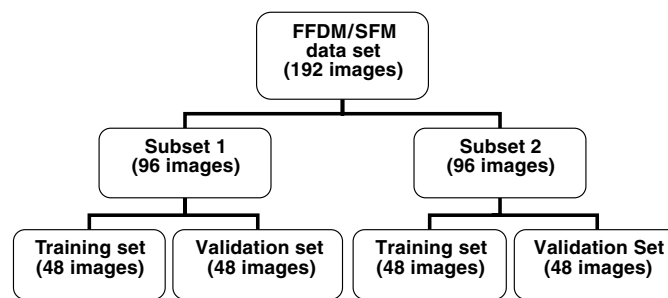 FFDM/SFM
data set
(192 images)
Subset 1
(96 images)
Subset 2
(96 images)
Training set
(48 images)
Validation set
(48 images)
Training set
(48 images)
Validation Set
(48 images)